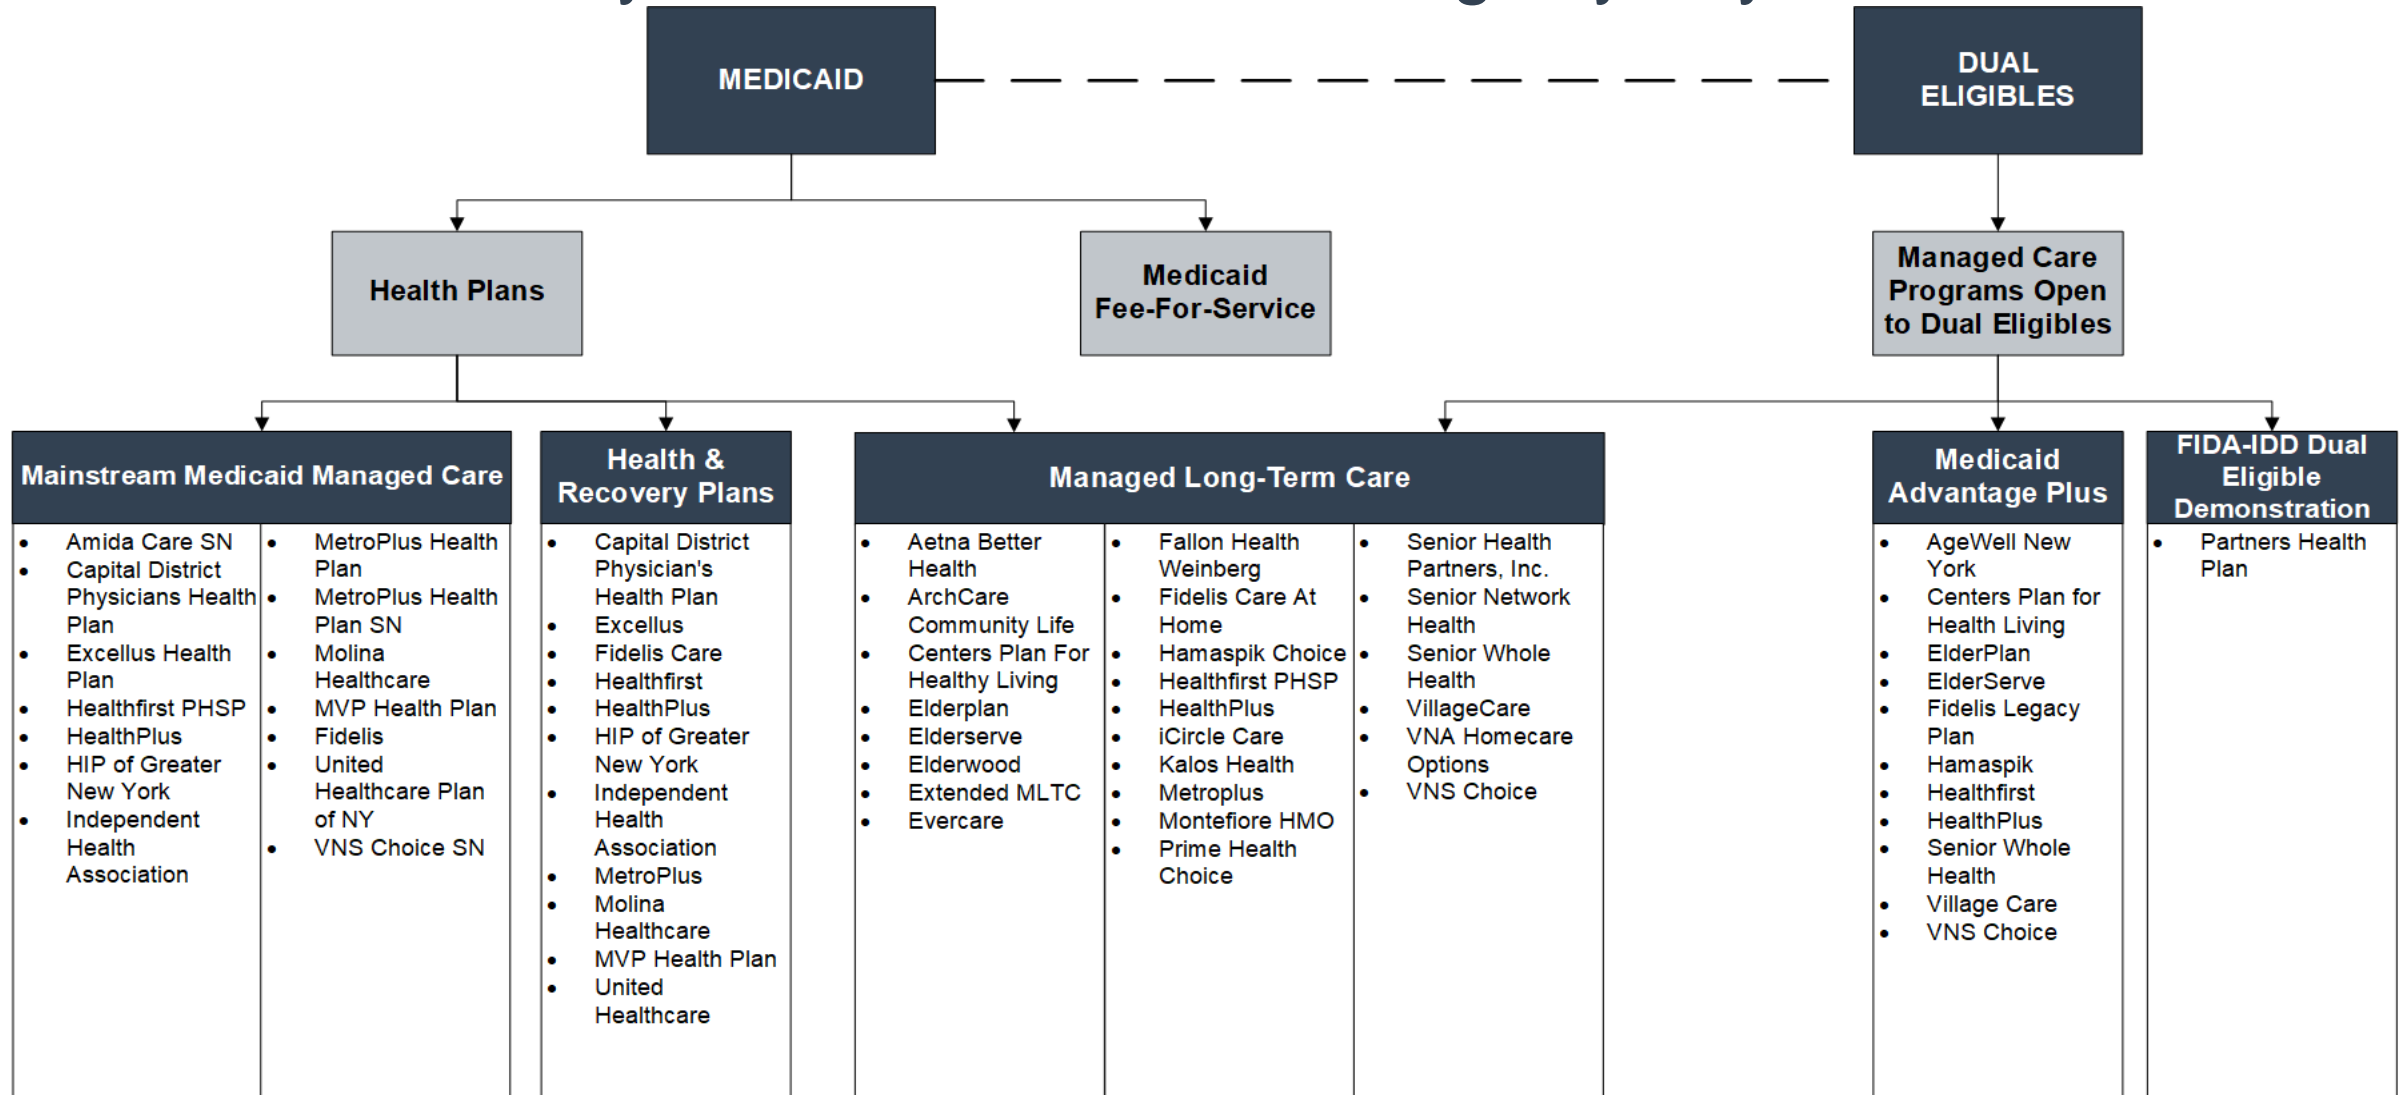 MEDICAID
DUAL
ELIGIBLES
Health Plans
Medicaid
Fee-For-Service
Managed Care
Programs Open
to Dual Eligibles
Mainstream Medicaid Managed Care
• Amida Care SN
• Capital District
Physicians Health
Plan
• Excellus Health
Plan
• Healthfirst PHSP
• HealthPlus
• HIP of Greater
New York
• Independent
Health
Association
• MetroPlus Health
Plan
• MetroPlus Health
Plan SN
• Molina
Healthcare
• MVP Health Plan
• Fidelis
• United
Healthcare Plan
of NY
• VNS Choice SN
Health &
Recovery Plans
• Capital District
Physician's
Health Plan
• Excellus
• Fidelis Care
• Healthfirst
• HealthPlus
• HIP of Greater
New York
• Independent
Health
Association
• MetroPlus
• Molina
Healthcare
• MVP Health Plan
• United
Healthcare
Managed Long-Term Care
• Aetna Better
Health
• ArchCare
Community Life
• Centers Plan For
Healthy Living
• Elderplan
• Elderserve
• Elderwood
• Extended MLTC
• Evercare
• Fallon Health
Weinberg
• Fidelis Care At
Home
• Hamaspik Choice
• Healthfirst PHSP
• HealthPlus
• iCircle Care
• Kalos Health
• Metroplus
• Montefiore HMO
• Prime Health
Choice
• Senior Health
Partners, Inc.
• Senior Network
Health
• Senior Whole
Health
• VillageCare
• VNA Homecare
Options
• VNS Choice
Medicaid
Advantage Plus
• AgeWell New
York
• Centers Plan for
Health Living
• ElderPlan
• ElderServe
• Fidelis Legacy
Plan
• Hamaspik
• Healthfirst
• HealthPlus
• Senior Whole
Health
• Village Care
• VNS Choice
FIDA-IDD Dual
Eligible
Demonstration
• Partners Health
Plan